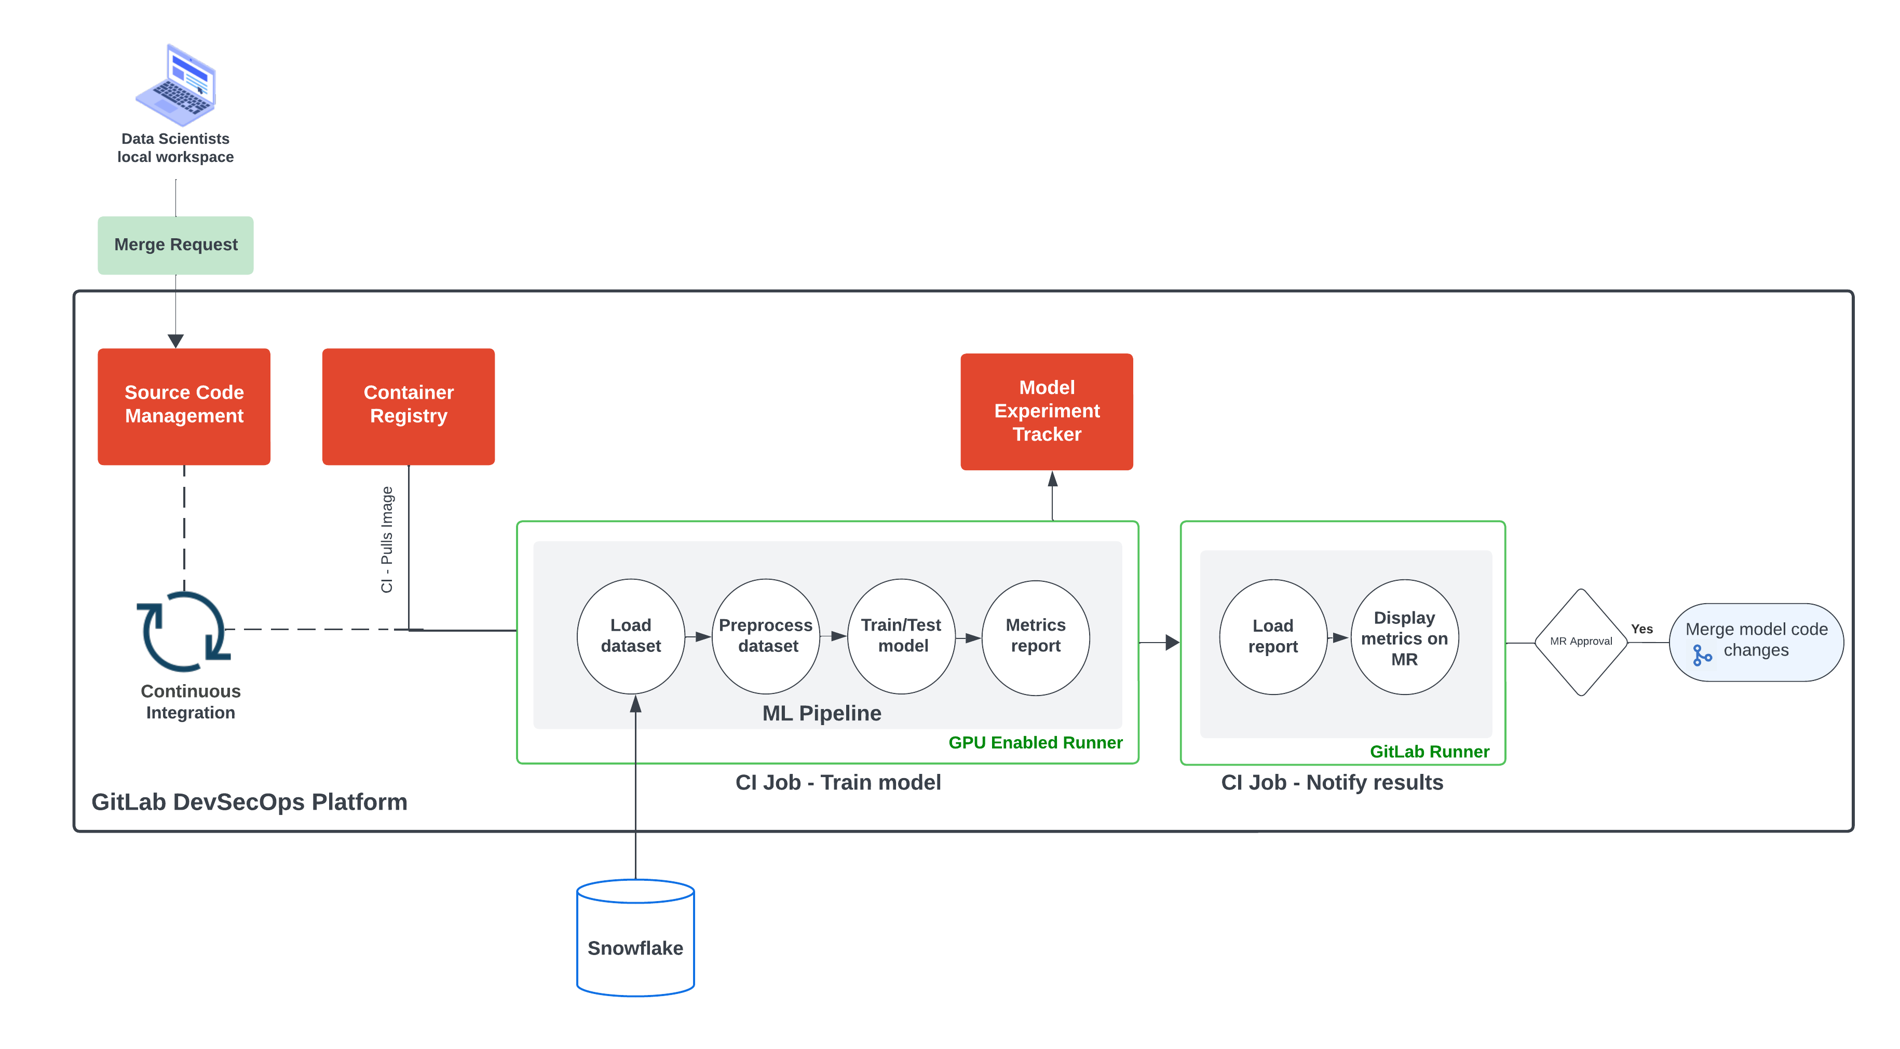 Data Scientists
local workspace
Merge Request
Source Code
Management
Container
Registry
Model
Experiment
Tracker
CI - Pulls Image
Continuous
Integration
Load
dataset
Preprocess
dataset
Train/Test
model
Metrics
report
ML Pipeline
GPU Enabled Runner
CI Job - Train model
Load
report
Display
metrics on
MR
GitLab Runner
CI Job - Notify results
MR Approval
Yes
Merge model code
changes
GitLab DevSecOps Platform
Snowflake